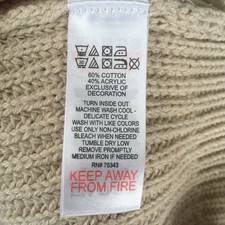 60% COTTON
40% ACRYLIC
EXCLUSIVE OF
DECORATION
TURN INSIDE OUT
MACHINE WASH COOL -
DELICATE CYCLE
WASH WITH LIKE COLORS
USE ONLY NON-CHLORINE
BLEACH WHEN NEEDED
TUMBLE DRY LOW
REMOVE PROMPTLY
MEDIUM IRON IF NEEDED
RN# 75343
KEEP AWAY
FROM FIRE